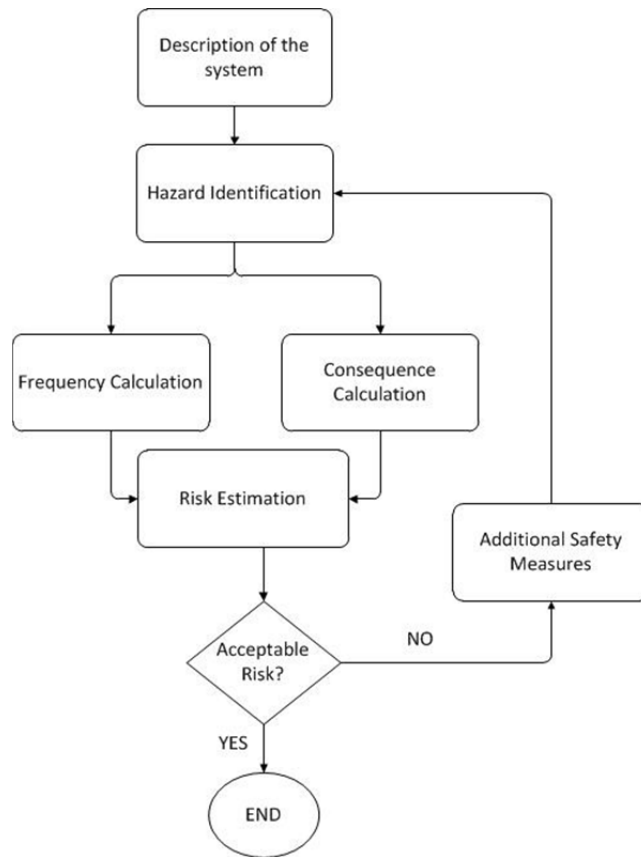 Description of the
system
Hazard Identification
Frequency Calculation
Consequence
Calculation
Risk Estimation
Additional Safety
Measures
Acceptable
Risk?
NO
YES
END